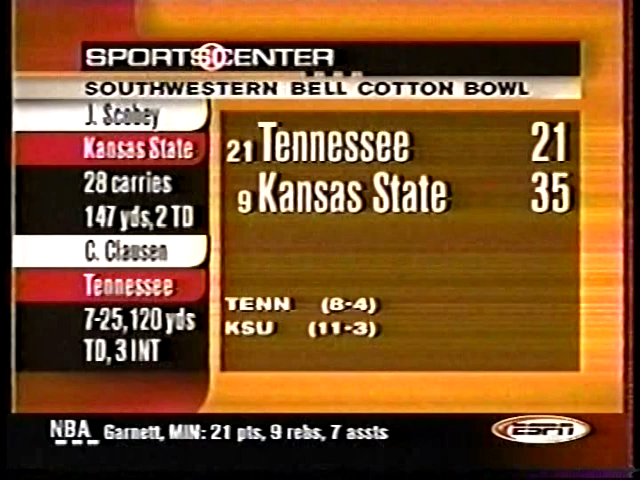 SPORTSCENTER
SOUTHWESTERN BELL COTTON BOWL
J. Scobey
Kansas State
28 carries
147 yds, 2 TD
C. Clausen
Tennessee
7-25, 120 yds
TD, 3 INT
21 Tennessee 21
9 Kansas State 35
TENN (8-4)
KSU (11-3)
NBA Garnett, MIN: 21 pts, 9 rebs, 7 assts
ESPN